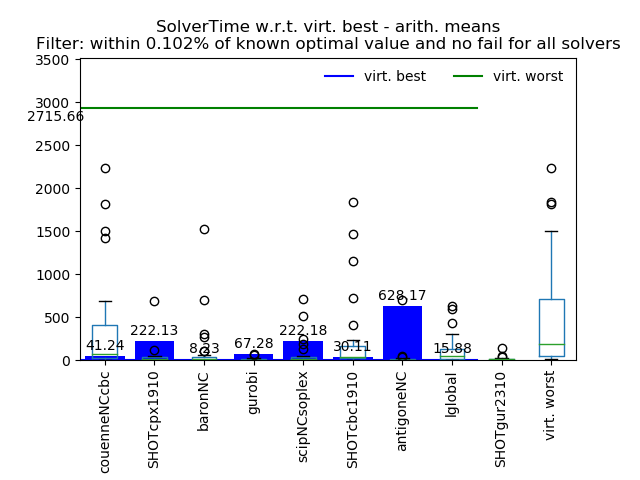 SolverTime w.r.t. virt. best - arith. means
Filter: within 0.102% of known optimal value and no fail for all solvers
virt. best
virt. worst
3500
3000
2715.66
2500
2000
1500
1000
500
0
41.24
222.13
8.23
67.28
222.18
30.11
628.17
15.88
couenneNCcbc
SHOTcpx1910
baronNC
gurobi
scipNCsoplex
SHOTcbc1910
antigoneNC
lglobal
SHOTgur2310
virt. worst